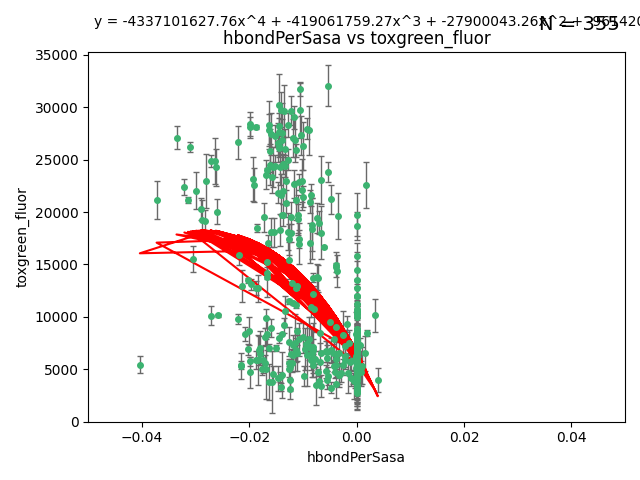 y = -4337101627.76x^4 + -419061759.27x^3 + -27900043.26x^2 +
N = 355
hbondPerSasa vs toxgreen_fluor
35000
30000
25000
20000
15000
10000
5000
0
toxgreen_fluor
−0.04
−0.02
0.00
0.02
0.04
hbondPerSasa